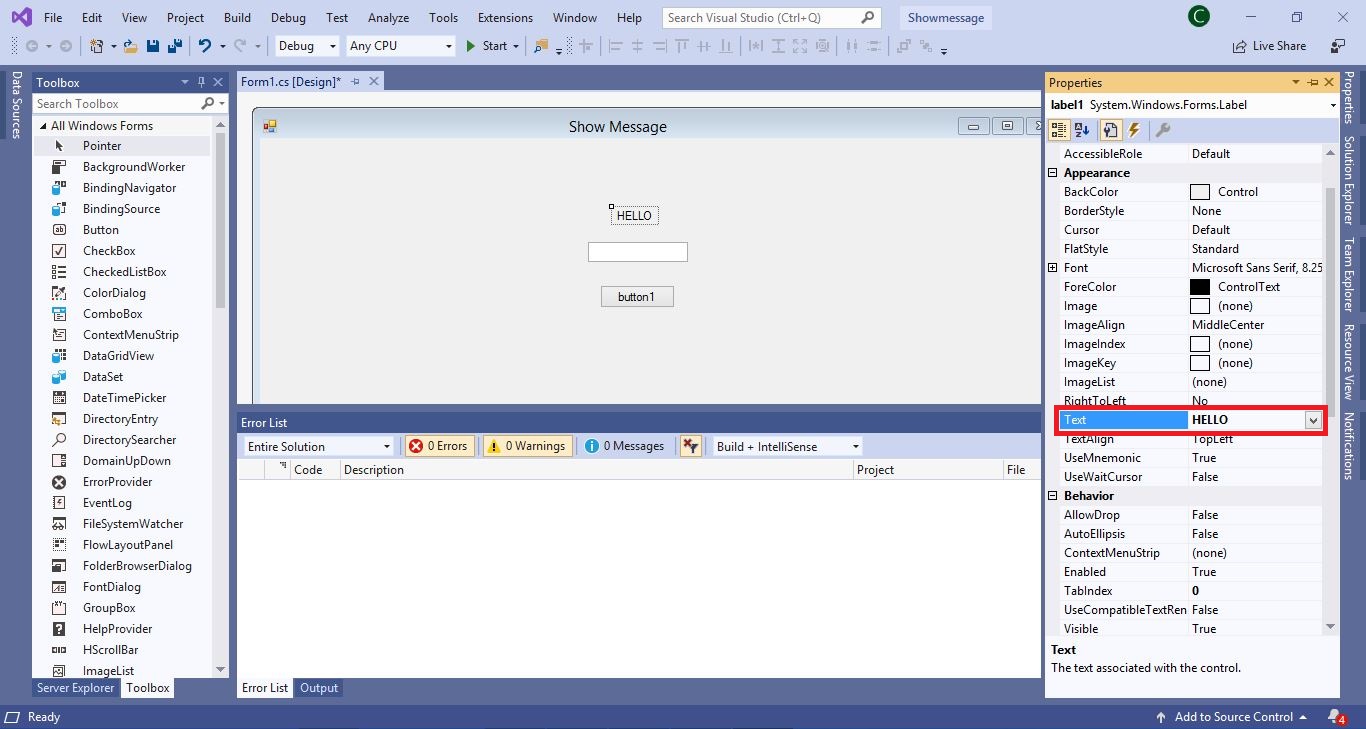 File Edit View Project Build Debug Test Analyze Tools Extensions Window Help Search Visual Studio (Ctrl+Q) Showmessage C
Debug Any CPU Start Live Share
Data Sources
Toolbox
Search Toolbox
All Windows Forms
Pointer
BackgroundWorker
BindingNavigator
BindingSource
Button
CheckBox
CheckedListBox
ColorDialog
ComboBox
ContextMenuStrip
DataGridView
DataSet
DateTimePicker
DirectoryEntry
DirectorySearcher
DomainUpDown
ErrorProvider
EventLog
FileSystemWatcher
FlowLayoutPanel
FolderBrowserDialog
FontDialog
GroupBox
HelpProvider
HScrollBar
ImageList
Server Explorer Toolbox
Form1.cs [Design]*
Show Message
HELLO
button1
Error List
Entire Solution 0 Errors 0 Warnings 0 Messages Build + IntelliSense
Code Description Project File
Error List Output
Properties
label1 System.Windows.Forms.Label
AccessibleRole Default
Appearance
BackColor Control
BorderStyle None
Cursor Default
FlatStyle Standard
Font Microsoft Sans Serif, 8.25
ForeColor ControlText
Image (none)
ImageAlign MiddleCenter
ImageIndex (none)
ImageKey (none)
ImageList (none)
RightToLeft No
Text HELLO
TextAlign TopLeft
UseMnemonic True
UseWaitCursor False
Behavior
AllowDrop False
AutoEllipsis False
ContextMenuStrip (none)
Enabled True
TabIndex 0
UseCompatibleTextRen False
Visible True
Text
The text associated with the control.
Properties
Solution Explorer
Team Explorer
Resource View
Notifications
Ready Add to Source Control 4